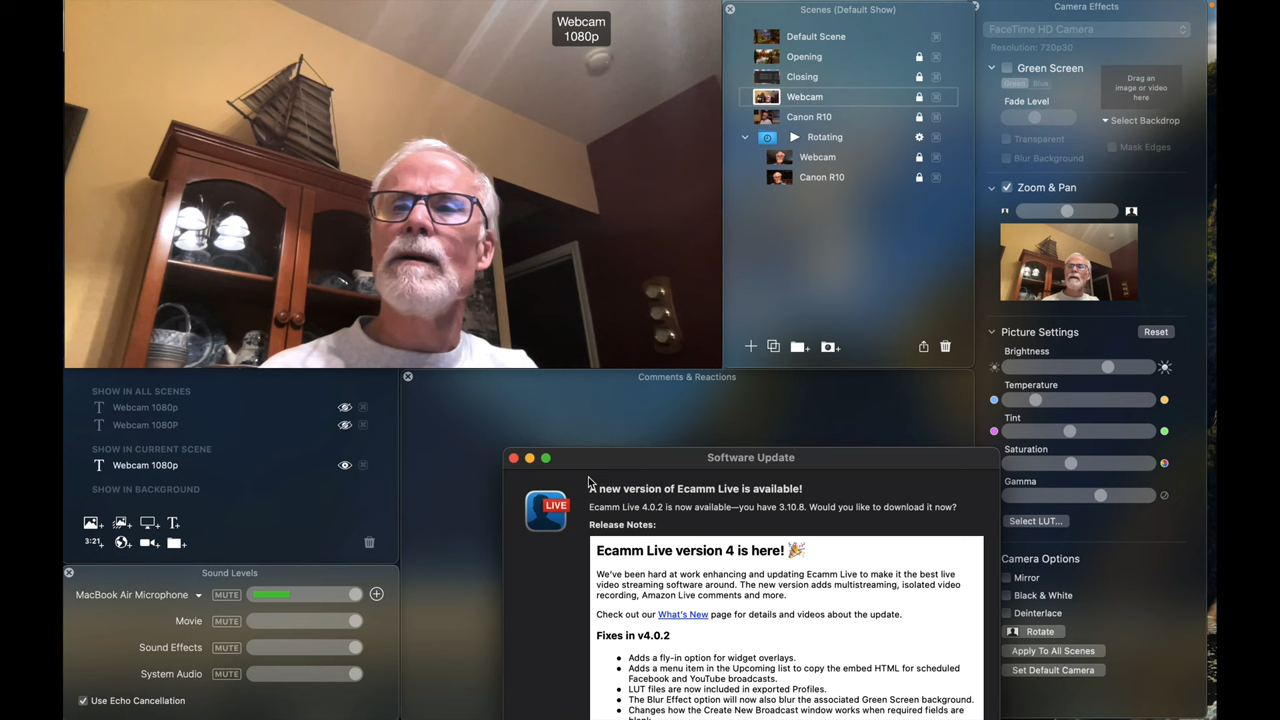 Webcam
1080p
Scenes (Default Show)
Default Scene
Opening
Closing
Webcam
Canon R10
Rotating
Webcam
Canon R10
Camera Effects
FaceTime HD Camera
Resolution: 720p30
Green Screen
Green Blue
Drag an
image or video
here
Fade Level
Select Backdrop
Transparent
Mask Edges
Blur Background
Zoom & Pan
Picture Settings
Reset
Brightness
Temperature
Tint
Saturation
Gamma
Select LUT...
Camera Options
Mirror
Black & White
Deinterlace
Rotate
Apply To All Scenes
Set Default Camera
SHOW IN ALL SCENES
T Webcam 1080p
T Webcam 1080P
SHOW IN CURRENT SCENE
T Webcam 1080p
SHOW IN BACKGROUND
T+
3:21+
Comments & Reactions
Sound Levels
MacBook Air Microphone MUTE
Movie MUTE
Sound Effects MUTE
System Audio MUTE
Use Echo Cancellation
Software Update
LIVE
A new version of Ecamm Live is available!
Ecamm Live 4.0.2 is now available—you have 3.10.8. Would you like to download it now?
Release Notes:
Ecamm Live version 4 is here! 🎉
We've been hard at work enhancing and updating Ecamm Live to make it the best live
video streaming software around. The new version adds multistreaming, isolated video
recording, Amazon Live comments and more.
Check out our What's New page for details and videos about the update.
Fixes in v4.0.2
• Adds a fly-in option for widget overlays.
• Adds a menu item in the Upcoming list to copy the embed HTML for scheduled
Facebook and YouTube broadcasts.
• LUT files are now included in exported Profiles.
• The Blur Effect option will now also blur the associated Green Screen background.
• Changes how the Create New Broadcast window works when required fields are